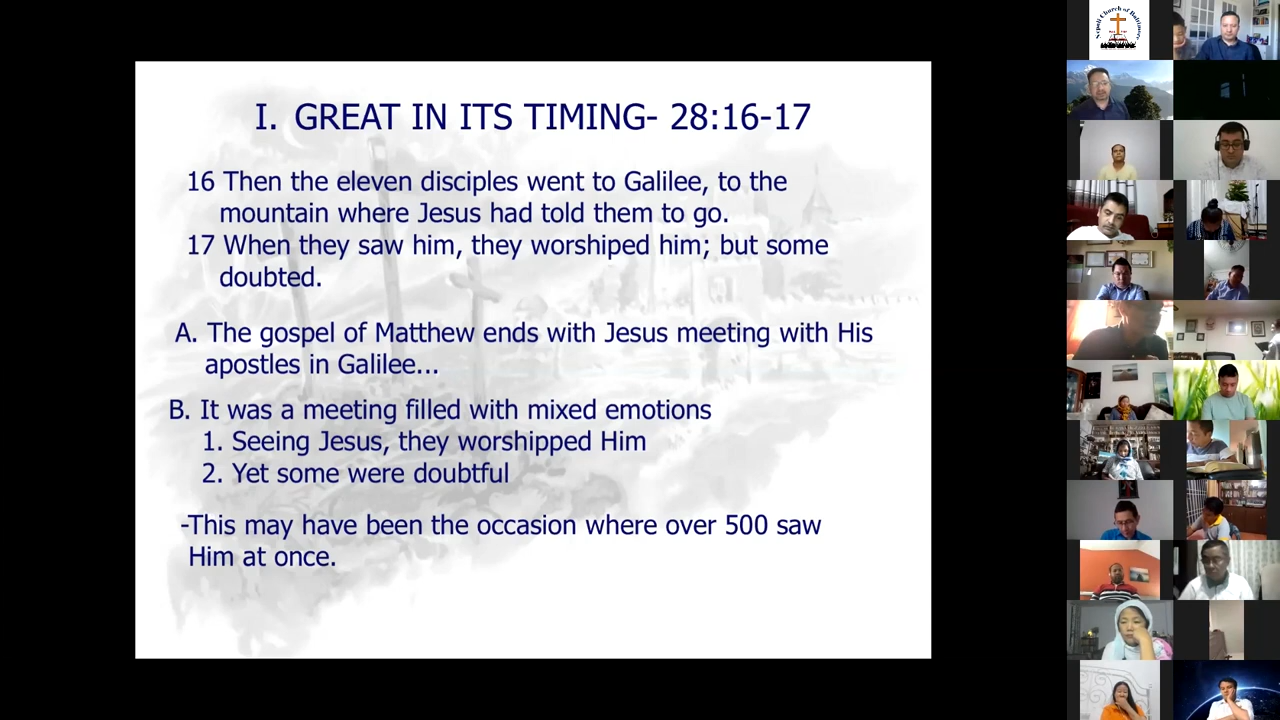 I. GREAT IN ITS TIMING- 28:16-17
16 Then the eleven disciples went to Galilee, to the
mountain where Jesus had told them to go.
17 When they saw him, they worshiped him; but some
doubted.
A. The gospel of Matthew ends with Jesus meeting with His
apostles in Galilee...
B. It was a meeting filled with mixed emotions
1. Seeing Jesus, they worshipped Him
2. Yet some were doubtful
-This may have been the occasion where over 500 saw
Him at once.
Nepali Church of Baltimore